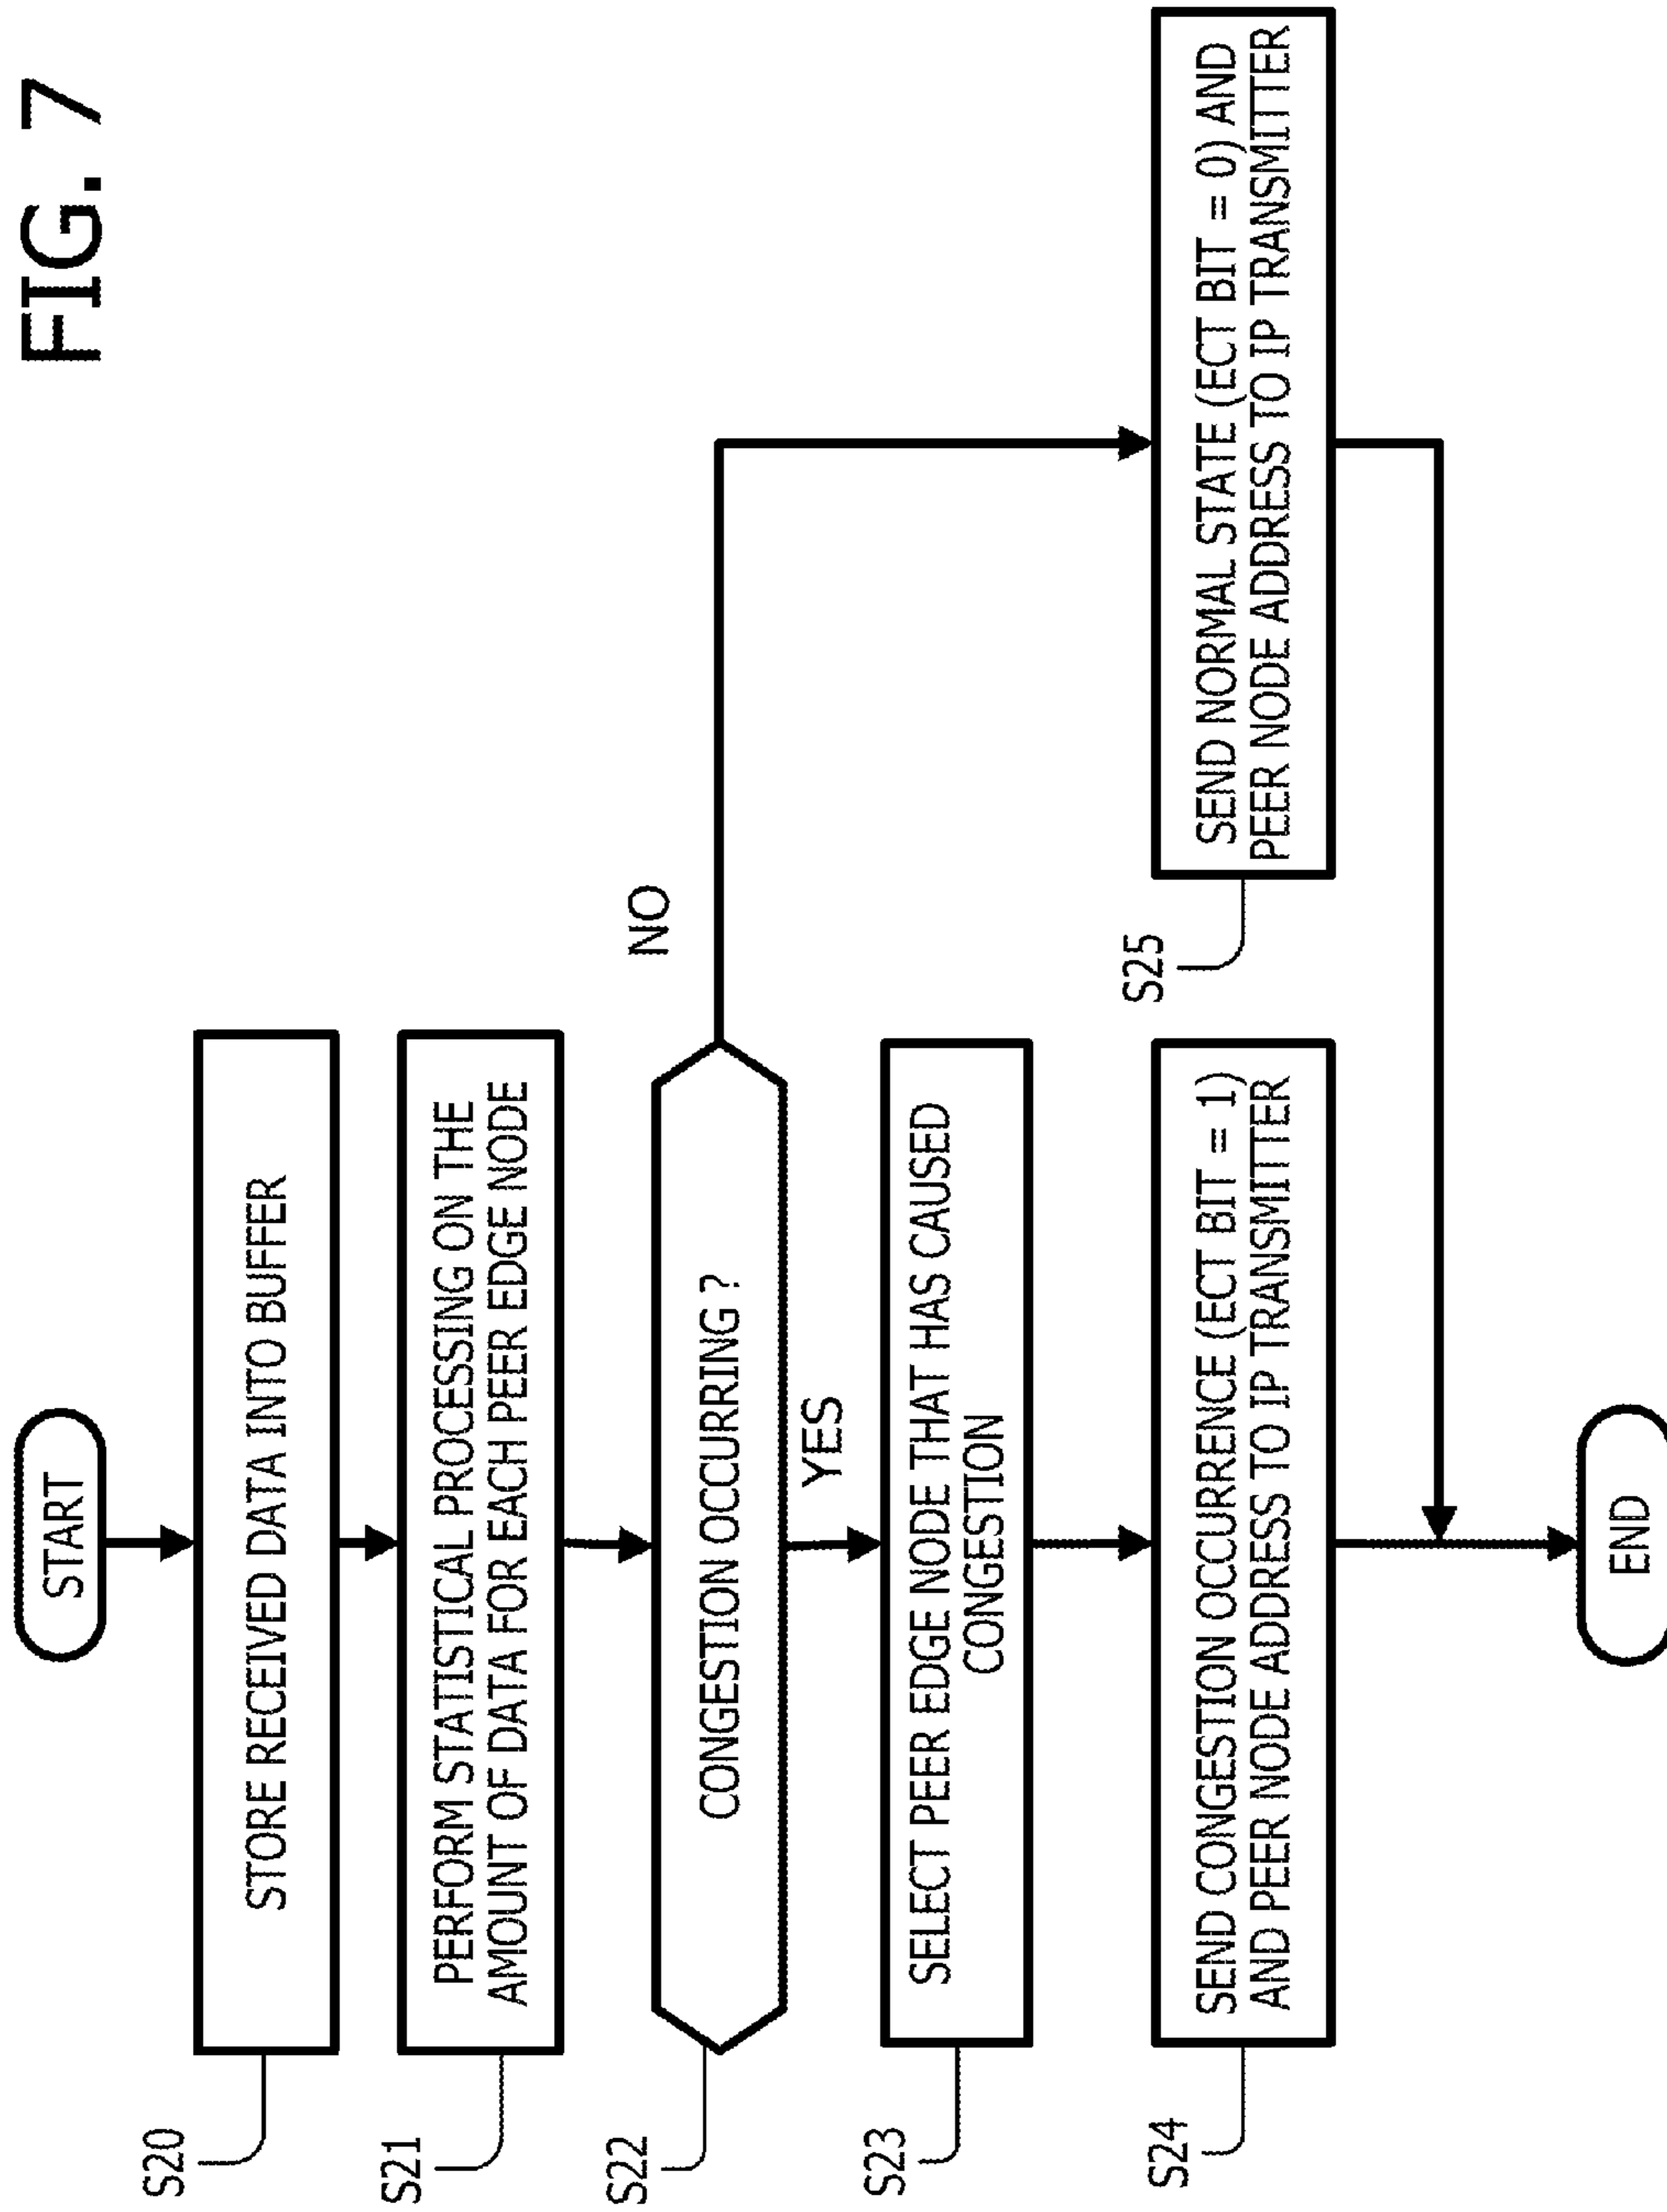 FIG. 7
START
S20
STORE RECEIVED DATA INTO BUFFER
S21
PERFORM STATISTICAL PROCESSING ON THE
AMOUNT OF DATA FOR EACH PEER EDGE NODE
S22
CONGESTION OCCURRING ?
NO
YES
S23
SELECT PEER EDGE NODE THAT HAS CAUSED
CONGESTION
S24
SEND CONGESTION OCCURRENCE (ECT BIT = 1)
AND PEER NODE ADDRESS TO IP TRANSMITTER
S25
SEND NORMAL STATE (ECT BIT = 0) AND
PEER NODE ADDRESS TO IP TRANSMITTER
END